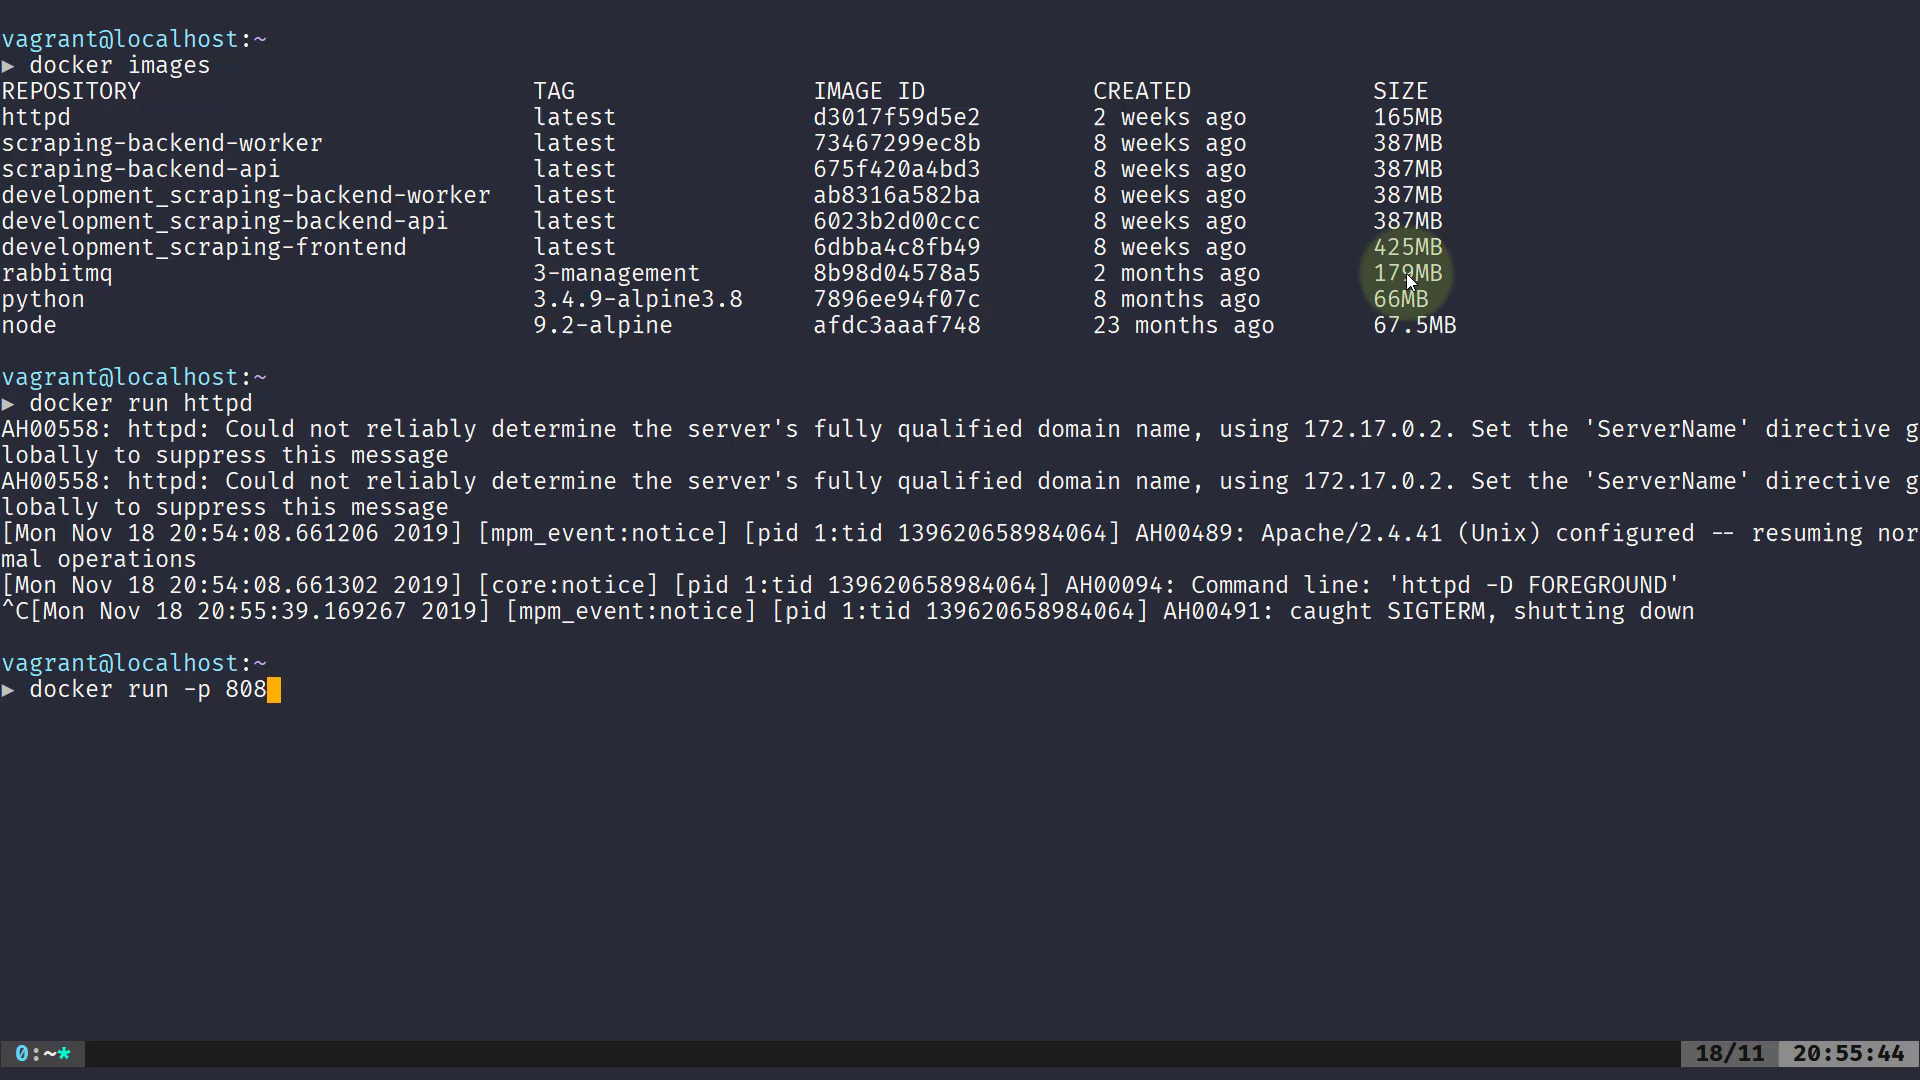 vagrant@localhost:~
▶ docker images
REPOSITORY TAG IMAGE ID CREATED SIZE
httpd latest d3017f59d5e2 2 weeks ago 165MB
scraping-backend-worker latest 73467299ec8b 8 weeks ago 387MB
scraping-backend-api latest 675f420a4bd3 8 weeks ago 387MB
development_scraping-backend-worker latest ab8316a582ba 8 weeks ago 387MB
development_scraping-backend-api latest 6023b2d00ccc 8 weeks ago 387MB
development_scraping-frontend latest 6dbba4c8fb49 8 weeks ago 425MB
rabbitmq 3-management 8b98d04578a5 2 months ago 179MB
python 3.4.9-alpine3.8 7896ee94f07c 8 months ago 66MB
node 9.2-alpine afdc3aaaf748 23 months ago 67.5MB
vagrant@localhost:~
▶ docker run httpd
AH00558: httpd: Could not reliably determine the server's fully qualified domain name, using 172.17.0.2. Set the 'ServerName' directive g
lobally to suppress this message
AH00558: httpd: Could not reliably determine the server's fully qualified domain name, using 172.17.0.2. Set the 'ServerName' directive g
lobally to suppress this message
[Mon Nov 18 20:54:08.661206 2019] [mpm_event:notice] [pid 1:tid 139620658984064] AH00489: Apache/2.4.41 (Unix) configured -- resuming nor
mal operations
[Mon Nov 18 20:54:08.661302 2019] [core:notice] [pid 1:tid 139620658984064] AH00094: Command line: 'httpd -D FOREGROUND'
^C[Mon Nov 18 20:55:39.169267 2019] [mpm_event:notice] [pid 1:tid 139620658984064] AH00491: caught SIGTERM, shutting down
vagrant@localhost:~
▶ docker run -p 808
0:~* 18/11 20:55:44